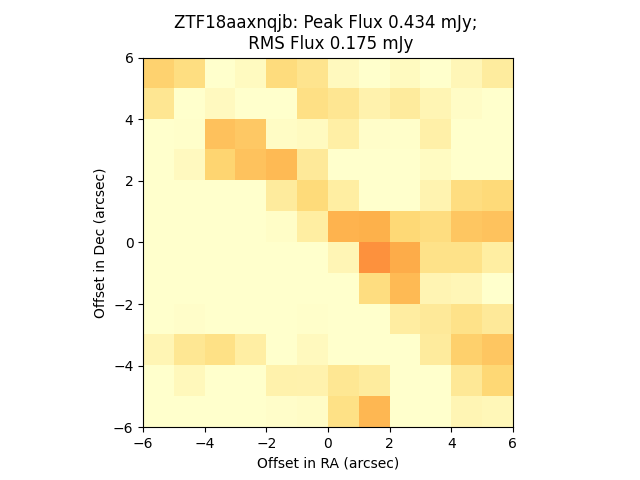 ZTF18aaxnqjb: Peak Flux 0.434 mJy;
RMS Flux 0.175 mJy
6
4
2
0
−2
−4
−6
Offset in Dec (arcsec)
−6 −4 −2 0 2 4 6
Offset in RA (arcsec)